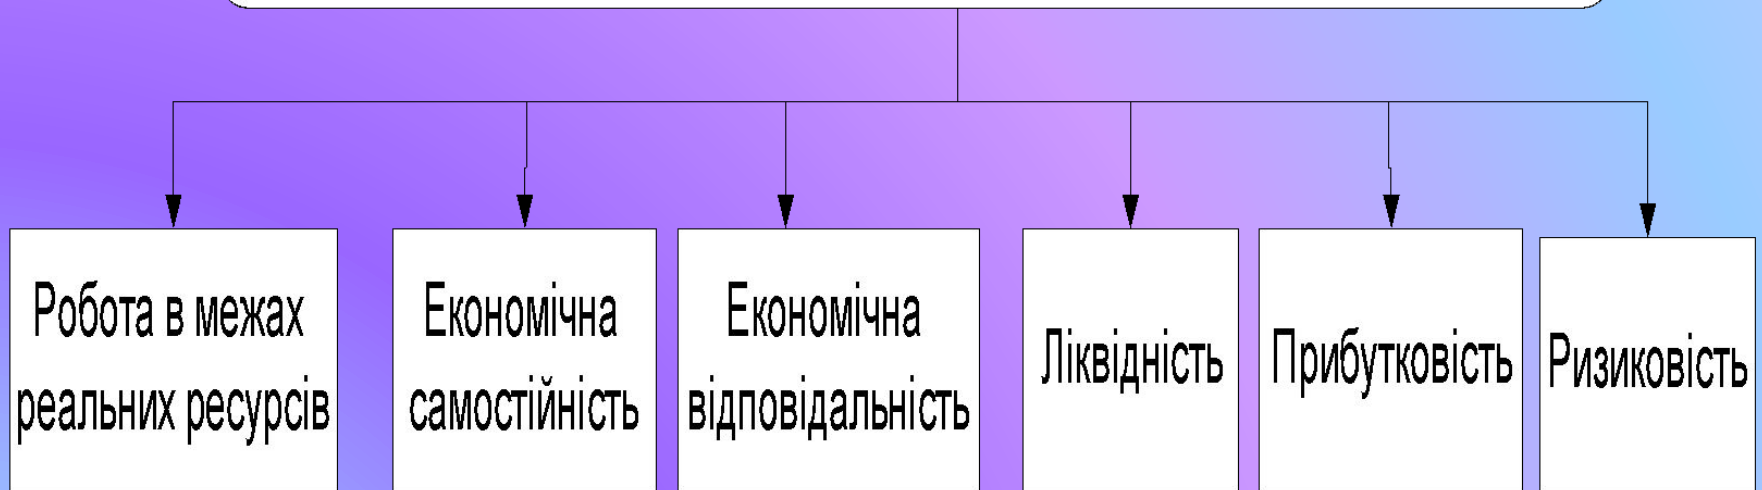 Робота в межах
реальних ресурсів
Економічна
самостійність
Економічна
відповідальність
Ліквідність
Прибутковість
Ризиковість